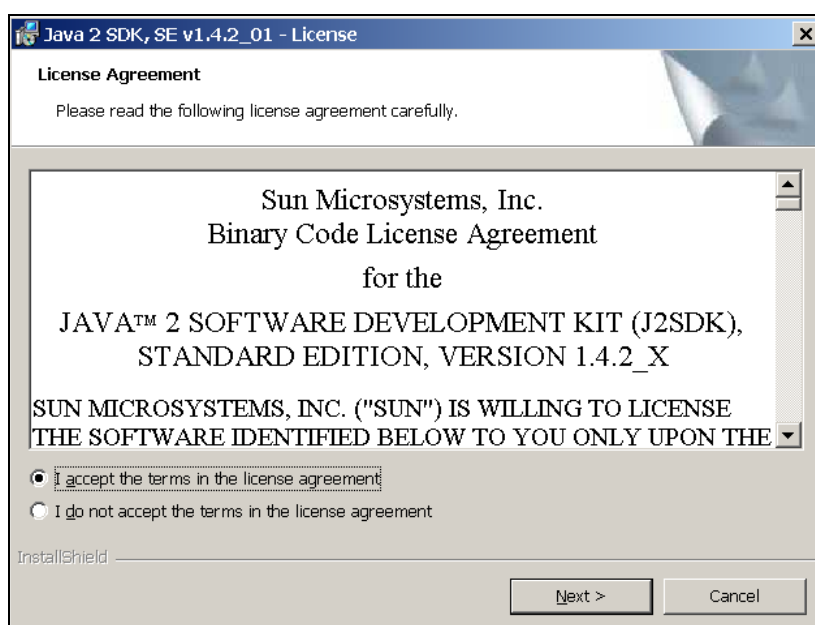 Java 2 SDK, SE v1.4.2_01 - License
License Agreement
Please read the following license agreement carefully.
Sun Microsystems, Inc.
Binary Code License Agreement
for the
JAVA™ 2 SOFTWARE DEVELOPMENT KIT (J2SDK),
STANDARD EDITION, VERSION 1.4.2_X
SUN MICROSYSTEMS, INC. ("SUN") IS WILLING TO LICENSE
THE SOFTWARE IDENTIFIED BELOW TO YOU ONLY UPON THE
I accept the terms in the license agreement
I do not accept the terms in the license agreement
InstallShield
Next >
Cancel